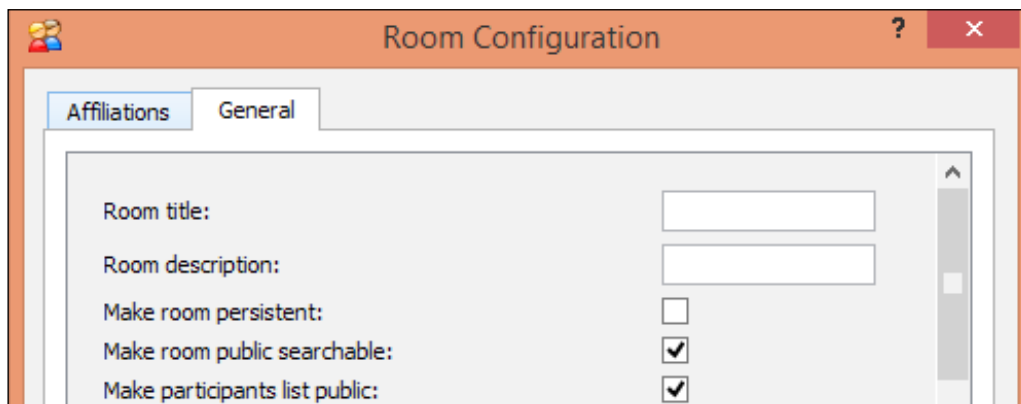 Room Configuration
?
Affiliations General
Room title:
Room description:
Make room persistent:
Make room public searchable:
Make participants list public: